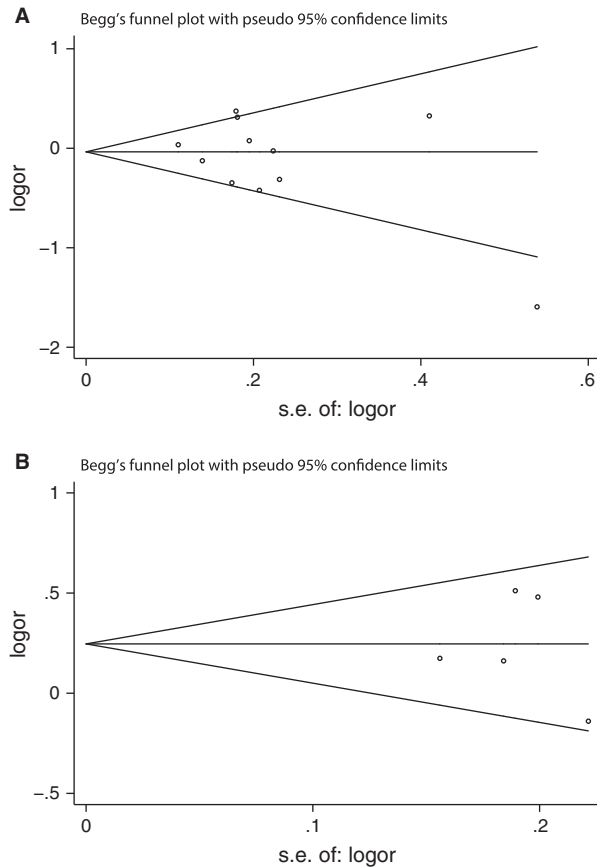 A
Begg's funnel plot with pseudo 95% confidence limits
1
0
−1
−2
logor
0
.2
.4
.6
s.e. of: logor
B
Begg's funnel plot with pseudo 95% confidence limits
1
.5
0
−.5
logor
0
.1
.2
s.e. of: logor